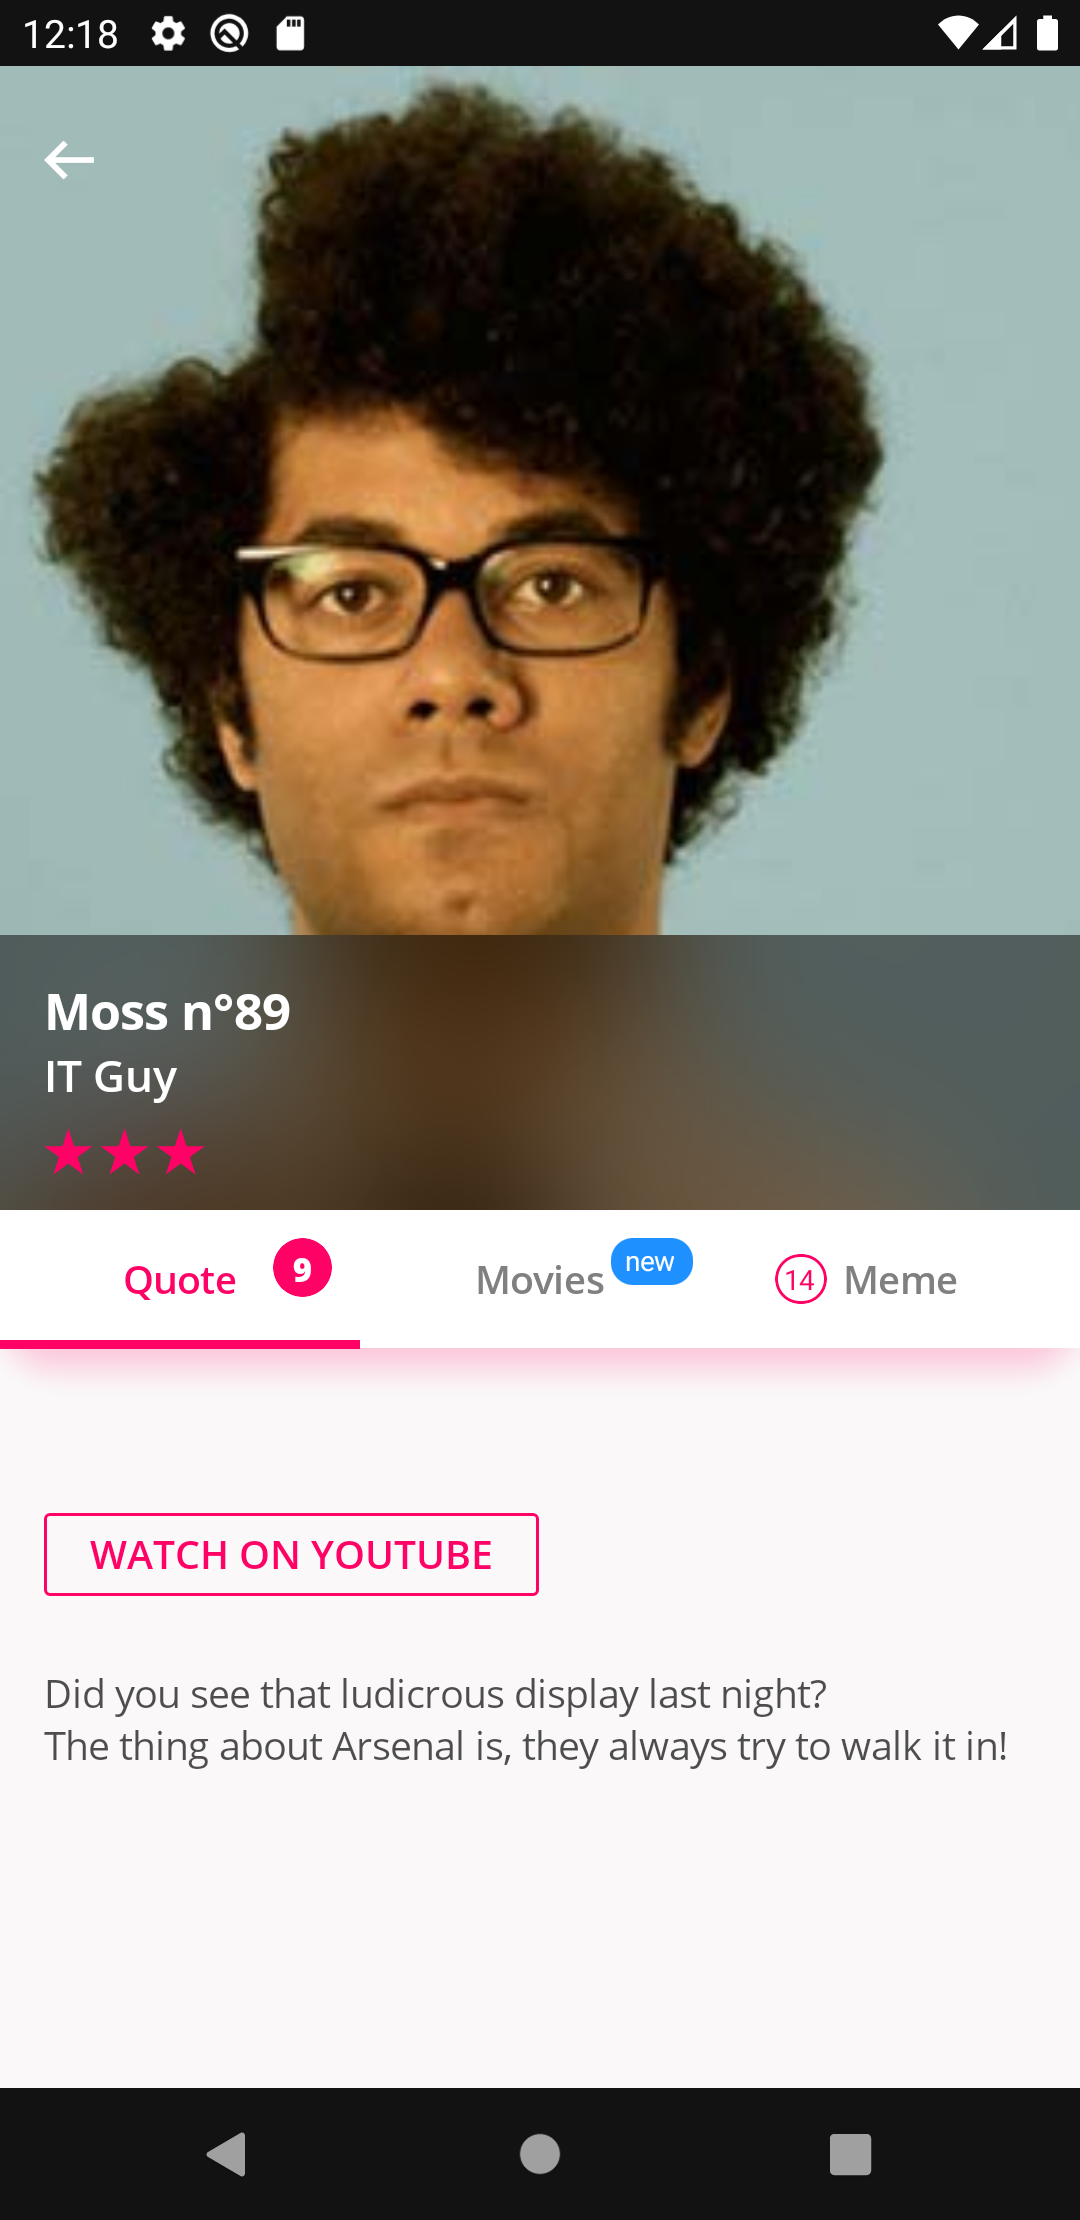 12:18
Moss n°89
IT Guy
Quote 9 Movies new 14 Meme
WATCH ON YOUTUBE
Did you see that ludicrous display last night?
The thing about Arsenal is, they always try to walk it in!